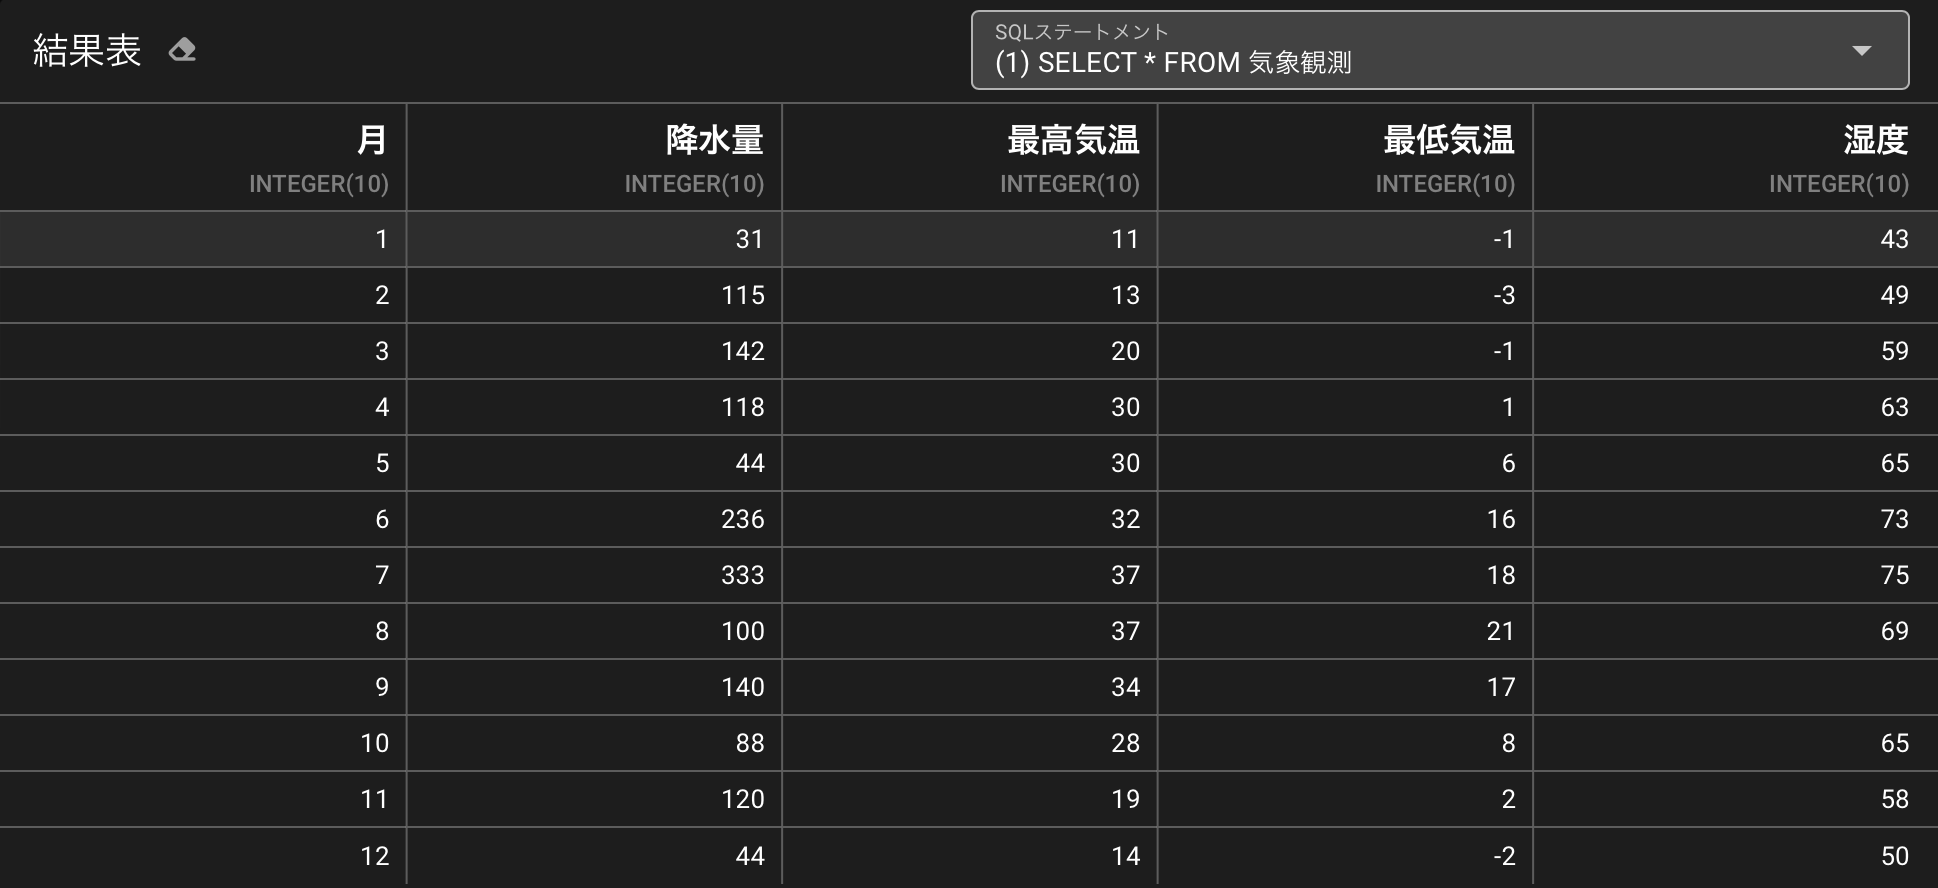 結果表
SQLステートメント
(1) SELECT * FROM 気象観測
月 降水量 最高気温 最低気温 湿度
INTEGER(10) INTEGER(10) INTEGER(10) INTEGER(10) INTEGER(10)
1 31 11 -1 43
2 115 13 -3 49
3 142 20 -1 59
4 118 30 1 63
5 44 30 6 65
6 236 32 16 73
7 333 37 18 75
8 100 37 21 69
9 140 34 17
10 88 28 8 65
11 120 19 2 58
12 44 14 -2 50